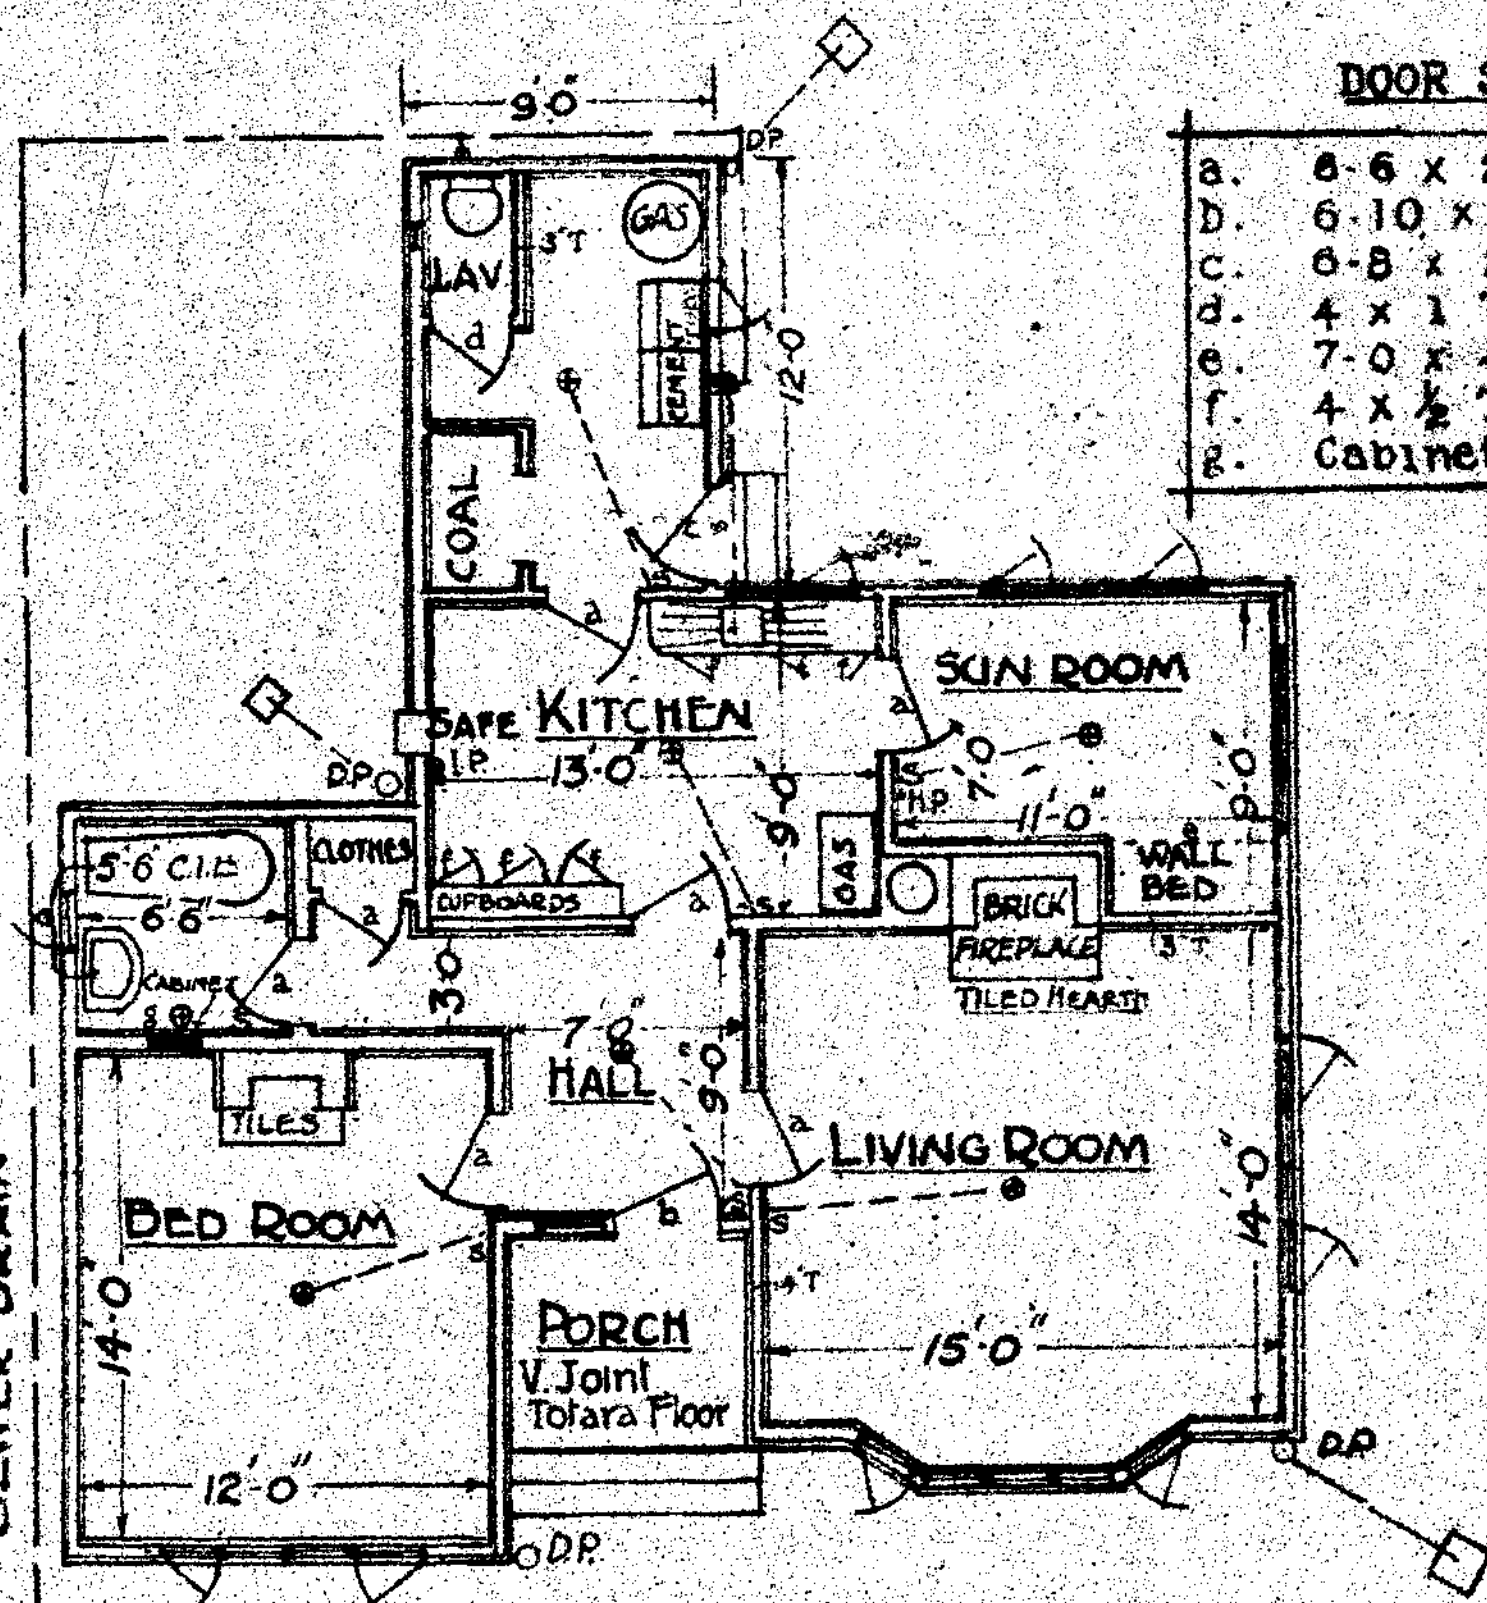 9'.0"
D.P.
DOOR
a. 6-6 x
b. 6-10 x
c. 6-8 x
d. 4 x 1
e. 7-0 x
f. 4 x ½
g. Cabinet
GAS
3"T
LAV
d
CEMENT
12'-0
COAL
c
a
SUN ROOM
SAFE
KITCHEN
I.P.
13'-0"
9'-0
a
7'.0
S
H.P.
11'-0"
9'-0"
D.P.
5'6" C.I.B
CLOTHES
f f f
CUPBOARDS
GAS
WALL
BED
BRICK
FIREPLACE
TILED HEARTH
3"T
6'6"
a
a
CABINET
a
S
3'0
7'8"
HALL
9'-0"
TILES
a
a
b
LIVING ROOM
S
14'-0"
BED ROOM
S
14'-0"
4"T
PORCH
V. Joint
Totara Floor
15'-0"
12'-0"
D.P.
D.P.
DRAIN